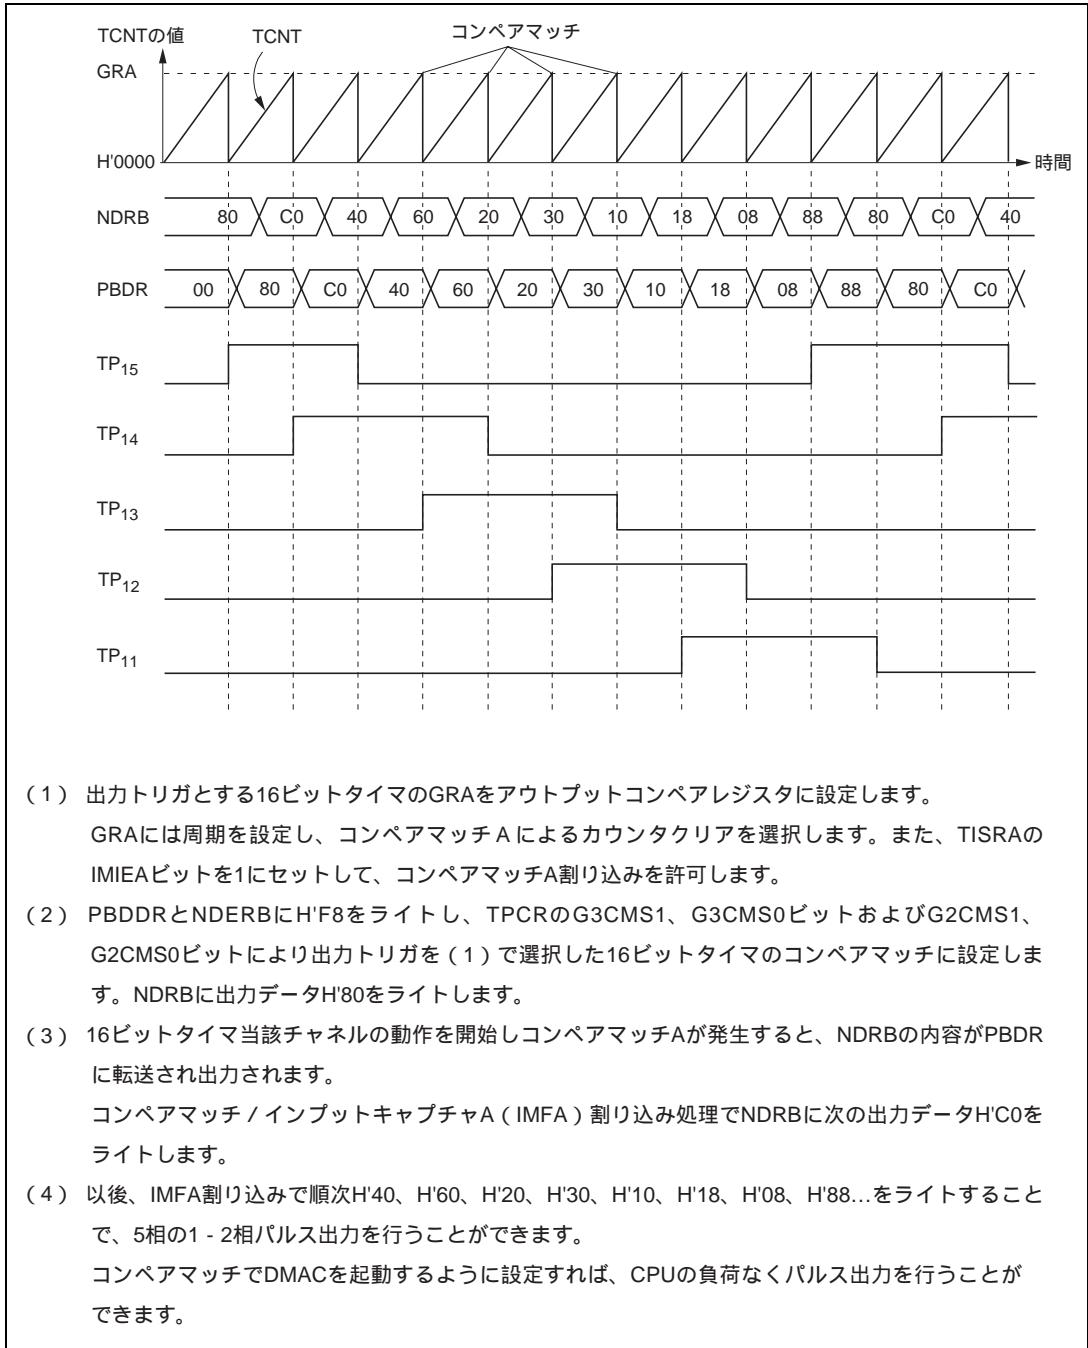 TCNTの値 TCNT コンペアマッチ
GRA
H'0000 時間
NDRB 80 C0 40 60 20 30 10 18 08 88 80 C0 40
PBDR 00 80 C0 40 60 20 30 10 18 08 88 80 C0
TP15
TP14
TP13
TP12
TP11
(1) 出力トリガとする16ビットタイマのGRAをアウトプットコンペアレジスタに設定します。
GRAには周期を設定し、コンペアマッチAによるカウンタクリアを選択します。また、TISRAの
IMIEAビットを1にセットして、コンペアマッチA割り込みを許可します。
(2) PBDDRとNDERBにH'F8をライトし、TPCRのG3CMS1、G3CMS0ビットおよびG2CMS1、
G2CMS0ビットにより出力トリガを(1)で選択した16ビットタイマのコンペアマッチに設定しま
す。NDRBに出力データH'80をライトします。
(3) 16ビットタイマ当該チャネルの動作を開始しコンペアマッチAが発生すると、NDRBの内容がPBDR
に転送され出力されます。
コンペアマッチ/インプットキャプチャA(IMFA)割り込み処理でNDRBに次の出力データH'C0を
ライトします。
(4) 以後、IMFA割り込みで順次H'40、H'60、H'20、H'30、H'10、H'18、H'08、H'88…をライトすること
で、5相の1-2相パルス出力を行うことができます。
コンペアマッチでDMACを起動するように設定すれば、CPUの負荷なくパルス出力を行うことが
できます。